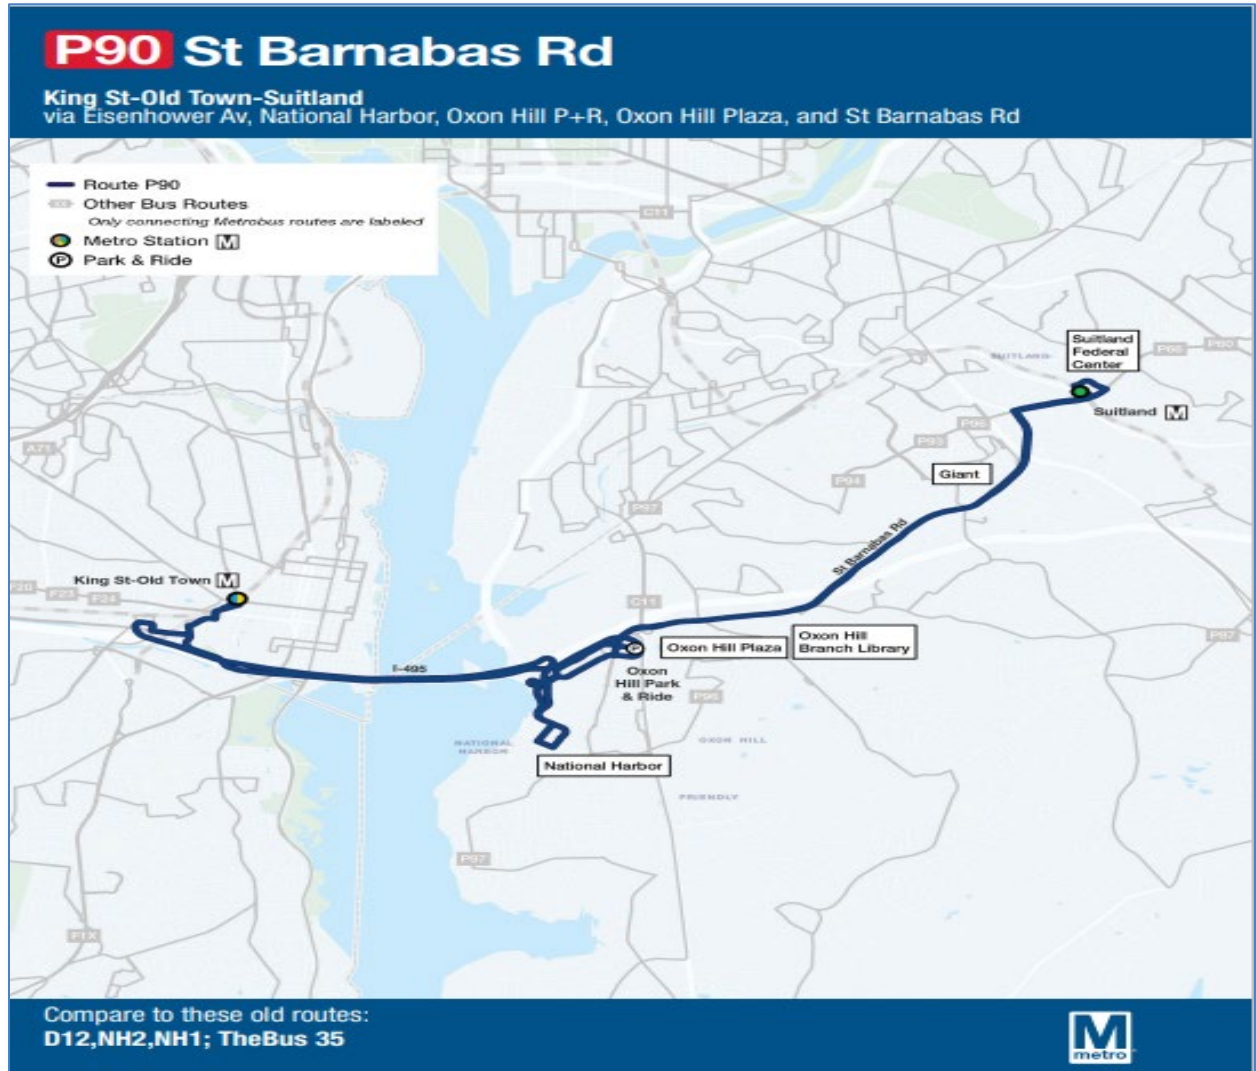 P90 St Barnabas Rd
King St-Old Town-Suitland
via Eisenhower Av, National Harbor, Oxon Hill P+R, Oxon Hill Plaza, and St Barnabas Rd
Route P90
Other Bus Routes
Only connecting Metrobus routes are labeled
Metro Station M
P Park & Ride
C11
Suitland
Federal
Center
SUITLAND
P66
P60
Suitland M
P96
P93
A71
Giant
P94
P97
St Barnabas Rd
King St-Old Town M
F20
F23
F24
C11
Oxon Hill Plaza
Oxon Hill
Branch Library
P87
I-495
P
Oxon
Hill Park
& Ride
P95
NATIONAL
HARBOR
OXON HILL
National Harbor
FRIENDLY
P97
F1X
Compare to these old routes:
D12,NH2,NH1; TheBus 35
M
metro